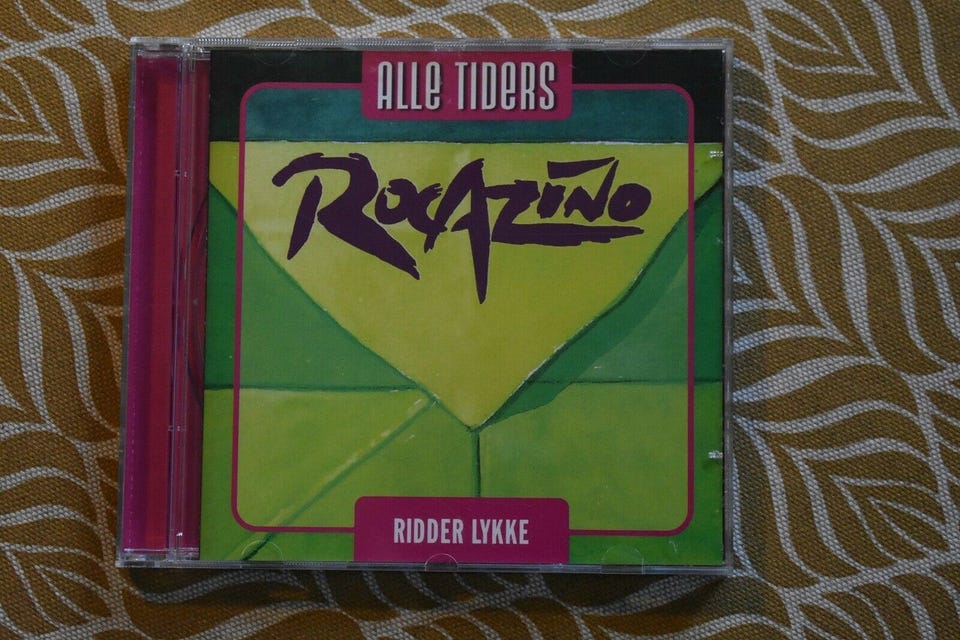 ALLE TIDERS
ROCAZIÑO
RIDDER LYKKE